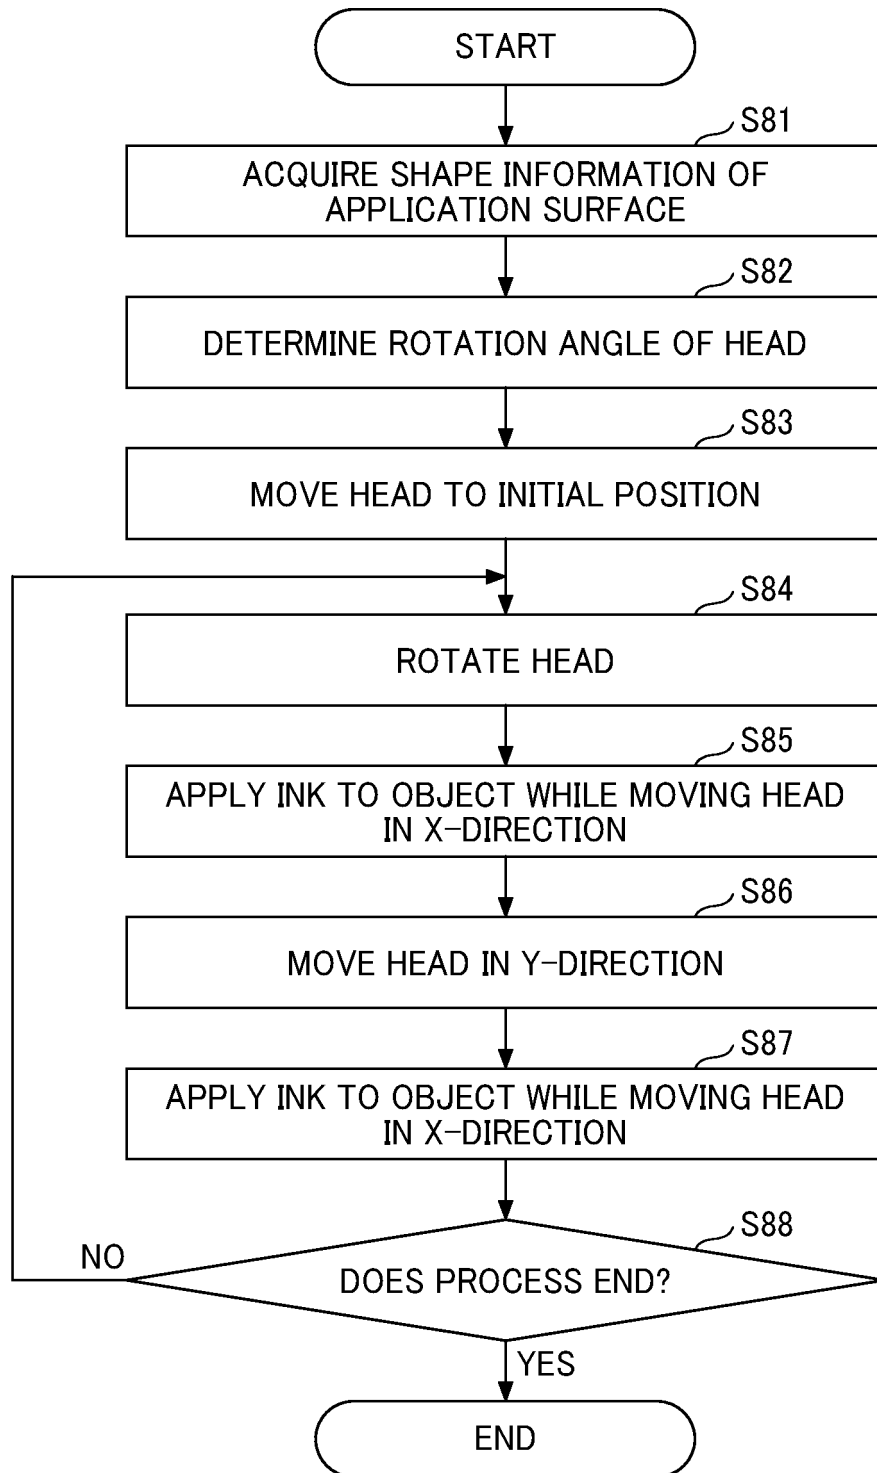 START
S81
ACQUIRE SHAPE INFORMATION OF
APPLICATION SURFACE
S82
DETERMINE ROTATION ANGLE OF HEAD
S83
MOVE HEAD TO INITIAL POSITION
S84
ROTATE HEAD
S85
APPLY INK TO OBJECT WHILE MOVING HEAD
IN X-DIRECTION
S86
MOVE HEAD IN Y-DIRECTION
S87
APPLY INK TO OBJECT WHILE MOVING HEAD
IN X-DIRECTION
S88
NO
DOES PROCESS END?
YES
END